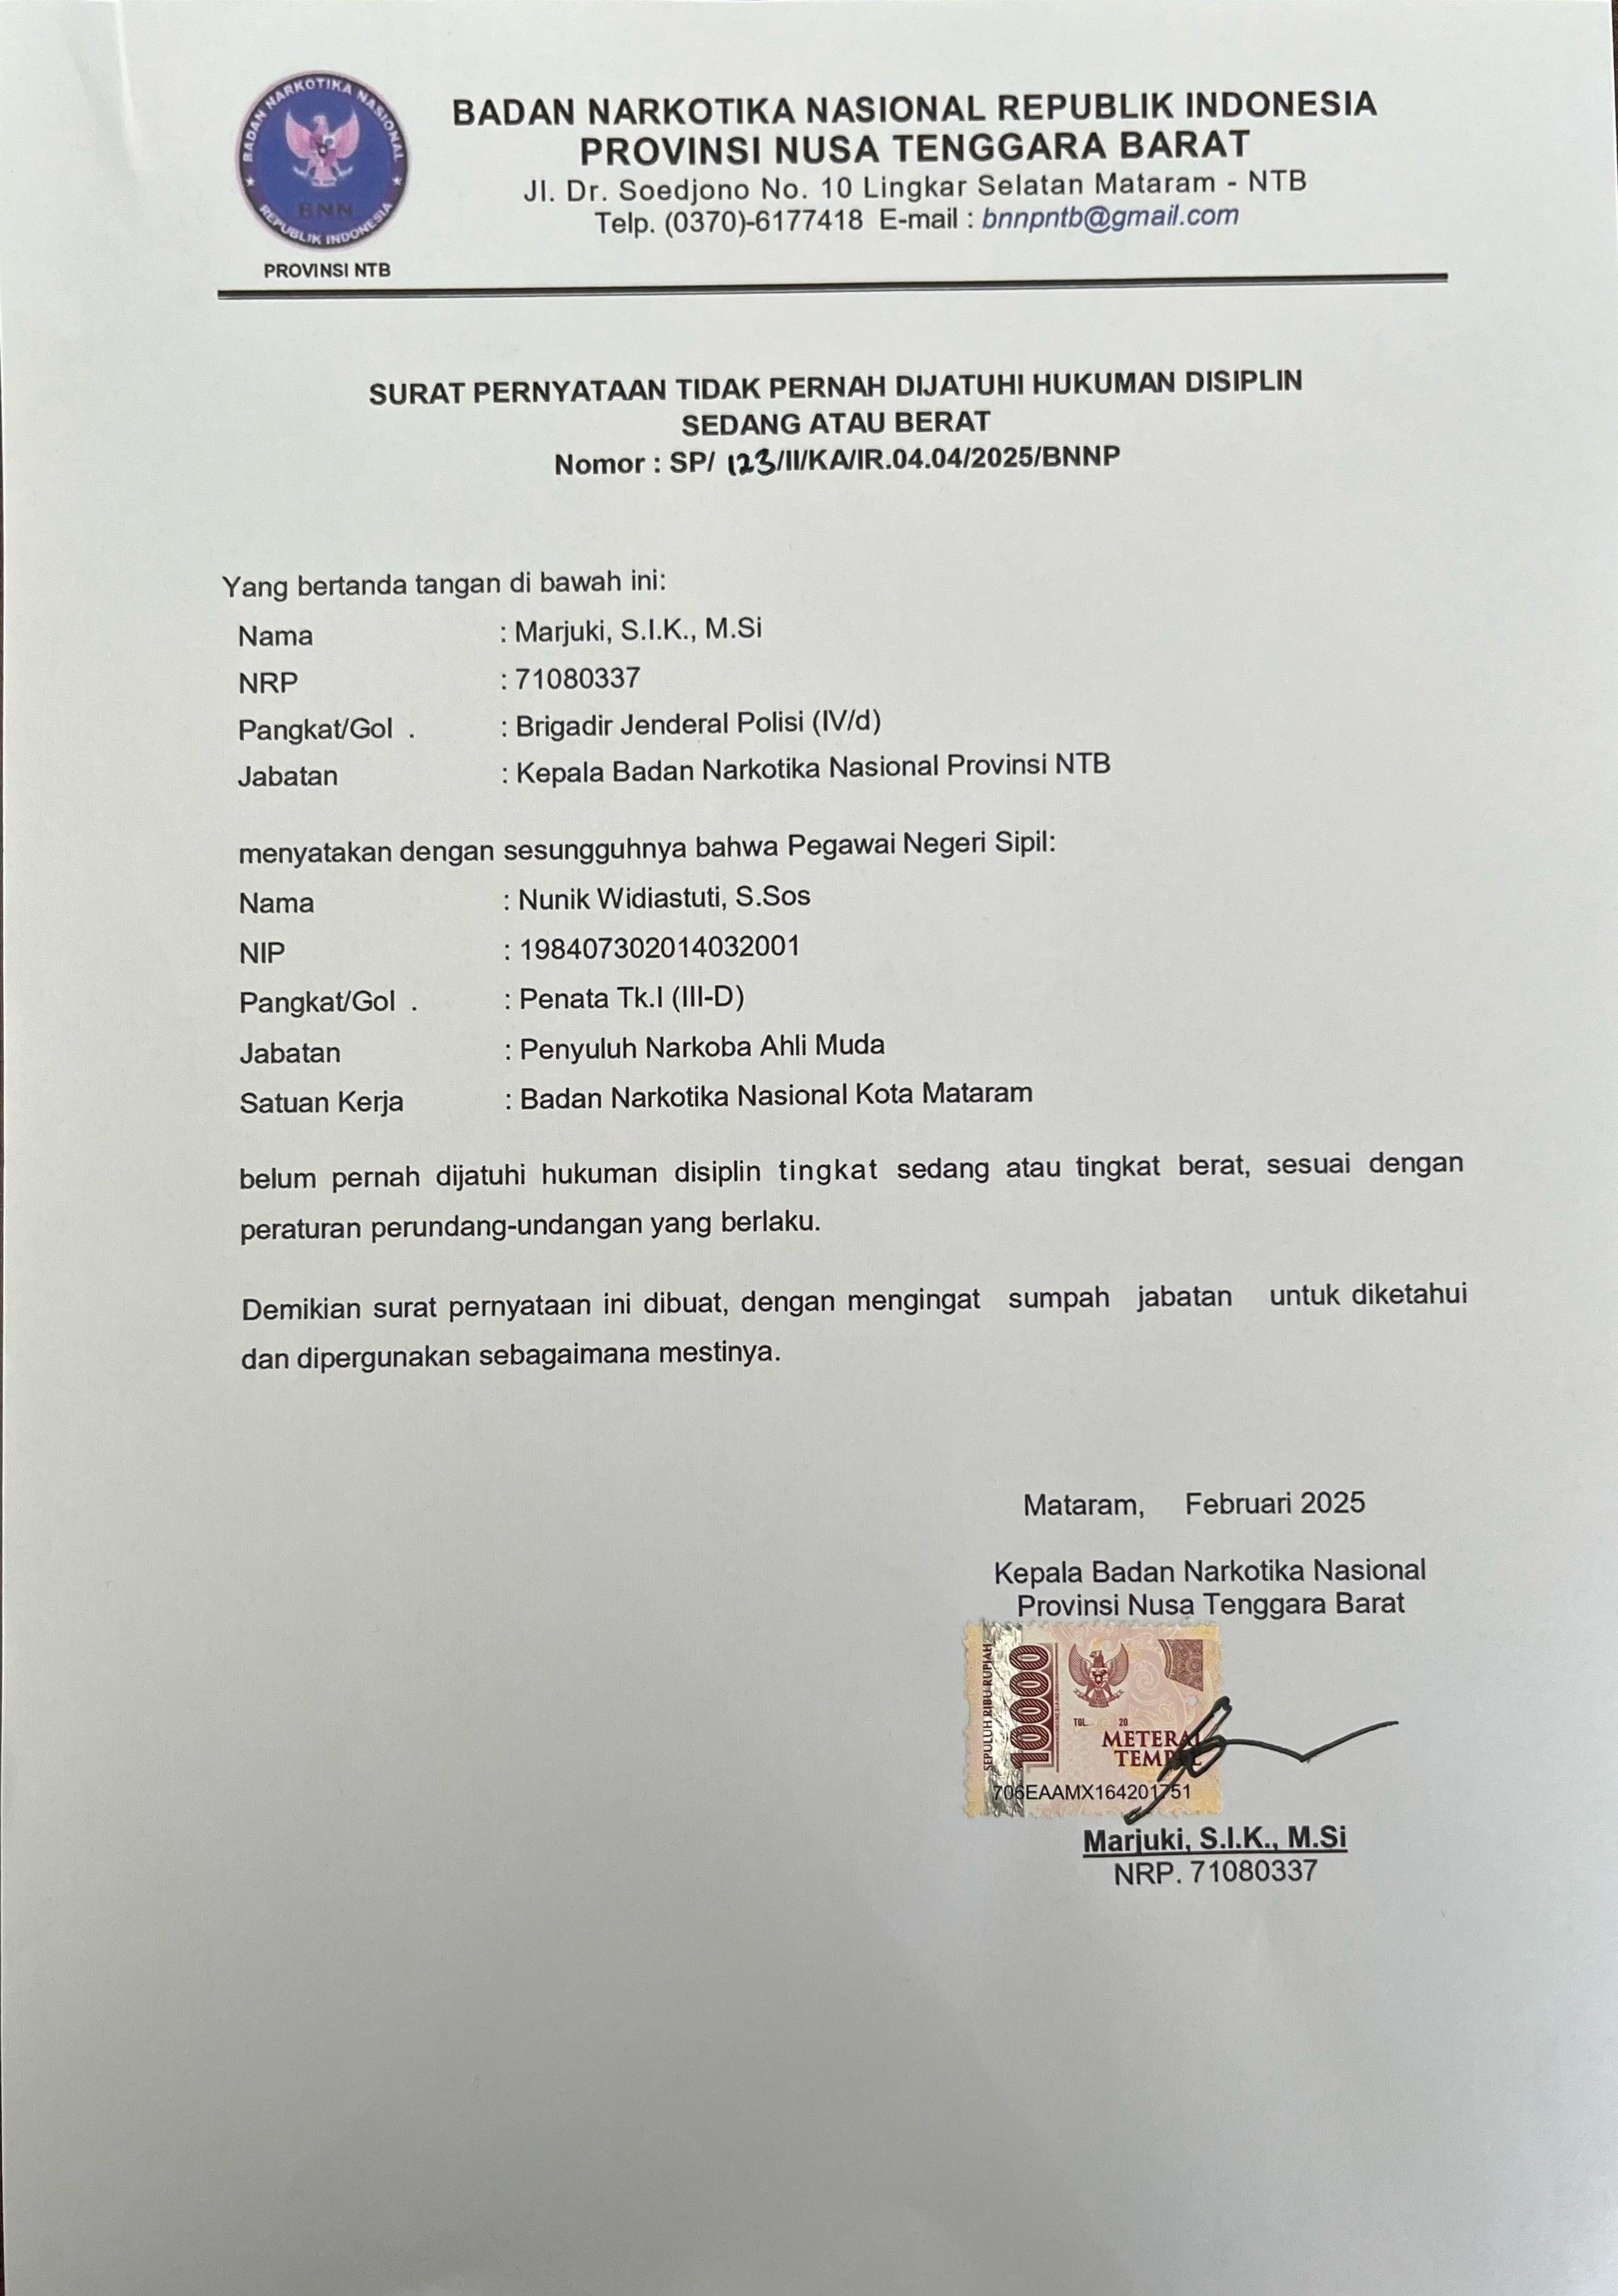 BADAN NARKOTIKA NASIONAL
BNN
REPUBLIK INDONESIA
PROVINSI NTB
BADAN NARKOTIKA NASIONAL REPUBLIK INDONESIA
PROVINSI NUSA TENGGARA BARAT
Jl. Dr. Soedjono No. 10 Lingkar Selatan Mataram - NTB
Telp. (0370)-6177418 E-mail : bnnpntb@gmail.com
SURAT PERNYATAAN TIDAK PERNAH DIJATUHI HUKUMAN DISIPLIN
SEDANG ATAU BERAT
Nomor : SP/ 123/II/KA/IR.04.04/2025/BNNP
Yang bertanda tangan di bawah ini:
Nama : Marjuki, S.I.K., M.Si
NRP : 71080337
Pangkat/Gol . : Brigadir Jenderal Polisi (IV/d)
Jabatan : Kepala Badan Narkotika Nasional Provinsi NTB
menyatakan dengan sesungguhnya bahwa Pegawai Negeri Sipil:
Nama : Nunik Widiastuti, S.Sos
NIP : 198407302014032001
Pangkat/Gol . : Penata Tk.I (III-D)
Jabatan : Penyuluh Narkoba Ahli Muda
Satuan Kerja : Badan Narkotika Nasional Kota Mataram
belum pernah dijatuhi hukuman disiplin tingkat sedang atau tingkat berat, sesuai dengan
peraturan perundang-undangan yang berlaku.
Demikian surat pernyataan ini dibuat, dengan mengingat sumpah jabatan untuk diketahui
dan dipergunakan sebagaimana mestinya.
Mataram, Februari 2025
Kepala Badan Narkotika Nasional
Provinsi Nusa Tenggara Barat
SEPULUH RIBU RUPIAH
10000
TGL. 20
METERAI
TEMPEL
706EAAMX164201751
Marjuki, S.I.K., M.Si
NRP. 71080337